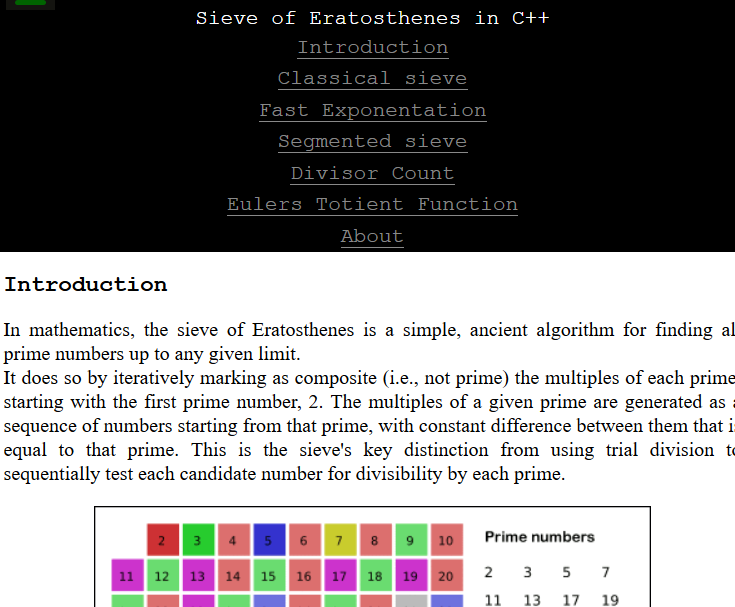 Sieve of Eratosthenes in C++
Introduction
Classical sieve
Fast Exponentation
Segmented sieve
Divisor Count
Eulers Totient Function
About
Introduction
In mathematics, the sieve of Eratosthenes is a simple, ancient algorithm for finding al
prime numbers up to any given limit.
It does so by iteratively marking as composite (i.e., not prime) the multiples of each prime
starting with the first prime number, 2. The multiples of a given prime are generated as
sequence of numbers starting from that prime, with constant difference between them that i
equal to that prime. This is the sieve's key distinction from using trial division t
sequentially test each candidate number for divisibility by each prime.
2 3 4 5 6 7 8 9 10
Prime numbers
11 12 13 14 15 16 17 18 19 20
2 3 5 7
11 13 17 19